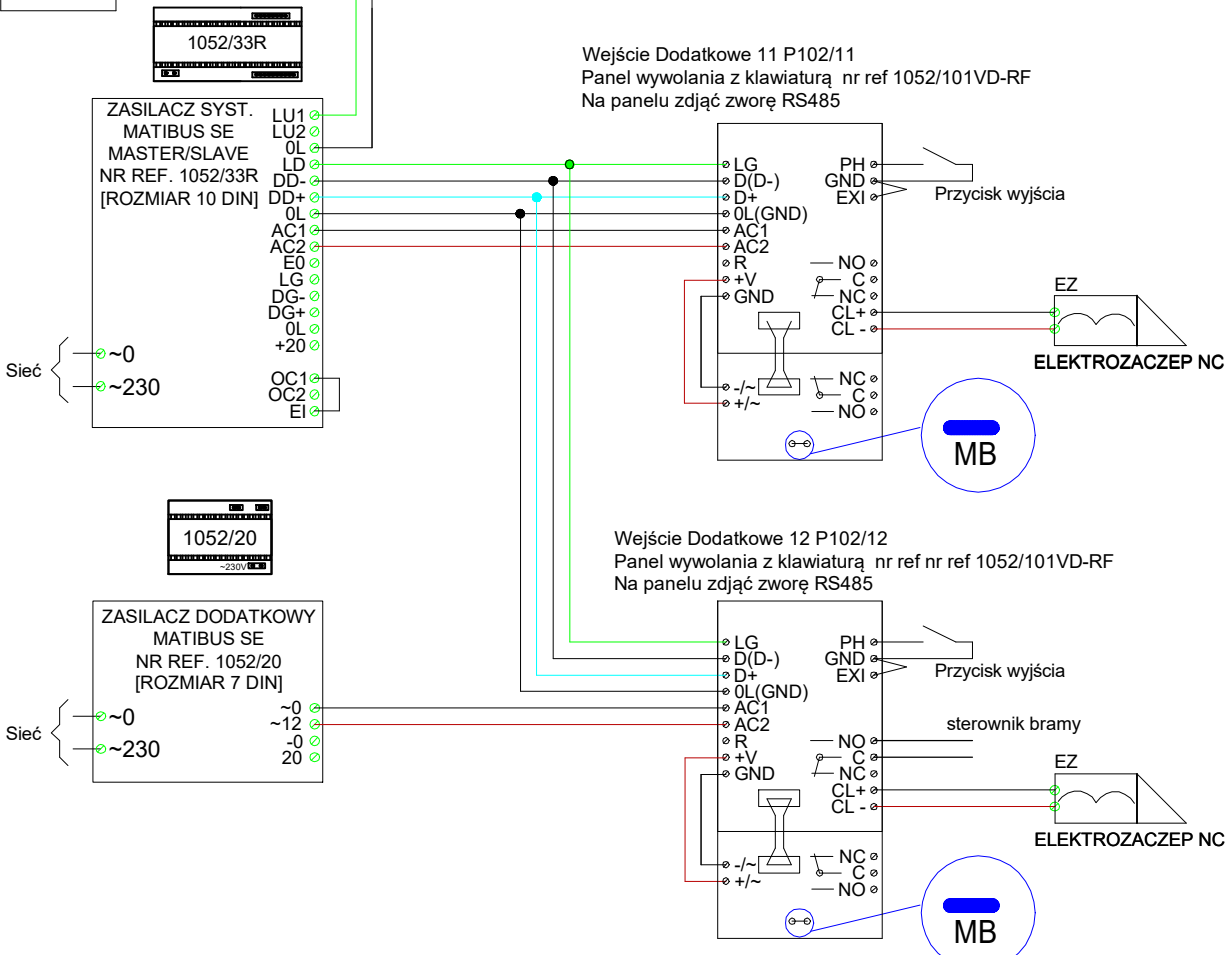 1052/33R
ZASILACZ SYST.
MATIBUS SE
MASTER/SLAVE
NR REF. 1052/33R
[ROZMIAR 10 DIN]
LU1
LU2
0L
LD
DD-
DD+
0L
AC1
AC2
E0
LG
DG-
DG+
0L
+20
OC1
OC2
EI
Sieć
~0
~230
Wejście Dodatkowe 11 P102/11
Panel wywolania z klawiaturą nr ref 1052/101VD-RF
Na panelu zdjąć zworę RS485
LG
D(D-)
D+
0L(GND)
AC1
AC2
R
+V
GND
-/~
+/~
PH
GND
EXI
NO
C
NC
CL+
CL -
NC
C
NO
Przycisk wyjścia
EZ
ELEKTROZACZEP NC
MB
1052/20
~230V
ZASILACZ DODATKOWY
MATIBUS SE
NR REF. 1052/20
[ROZMIAR 7 DIN]
~0
~12
-0
20
Sieć
~0
~230
Wejście Dodatkowe 12 P102/12
Panel wywolania z klawiaturą nr ref nr ref 1052/101VD-RF
Na panelu zdjąć zworę RS485
LG
D(D-)
D+
0L(GND)
AC1
AC2
R
+V
GND
-/~
+/~
PH
GND
EXI
NO
C
NC
CL+
CL -
NC
C
NO
Przycisk wyjścia
sterownik bramy
EZ
ELEKTROZACZEP NC
MB